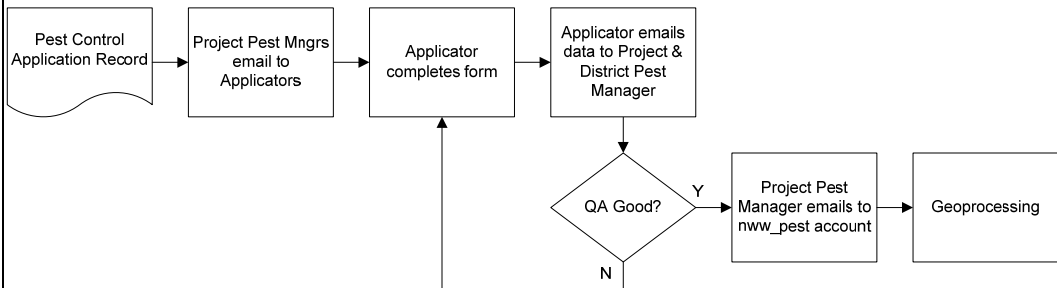 Pest Control
Application Record
Project Pest Mngrs
email to
Applicators
Applicator
completes form
Applicator emails
data to Project &
District Pest
Manager
QA Good?
Y
N
Project Pest
Manager emails to
nww_pest account
Geoprocessing